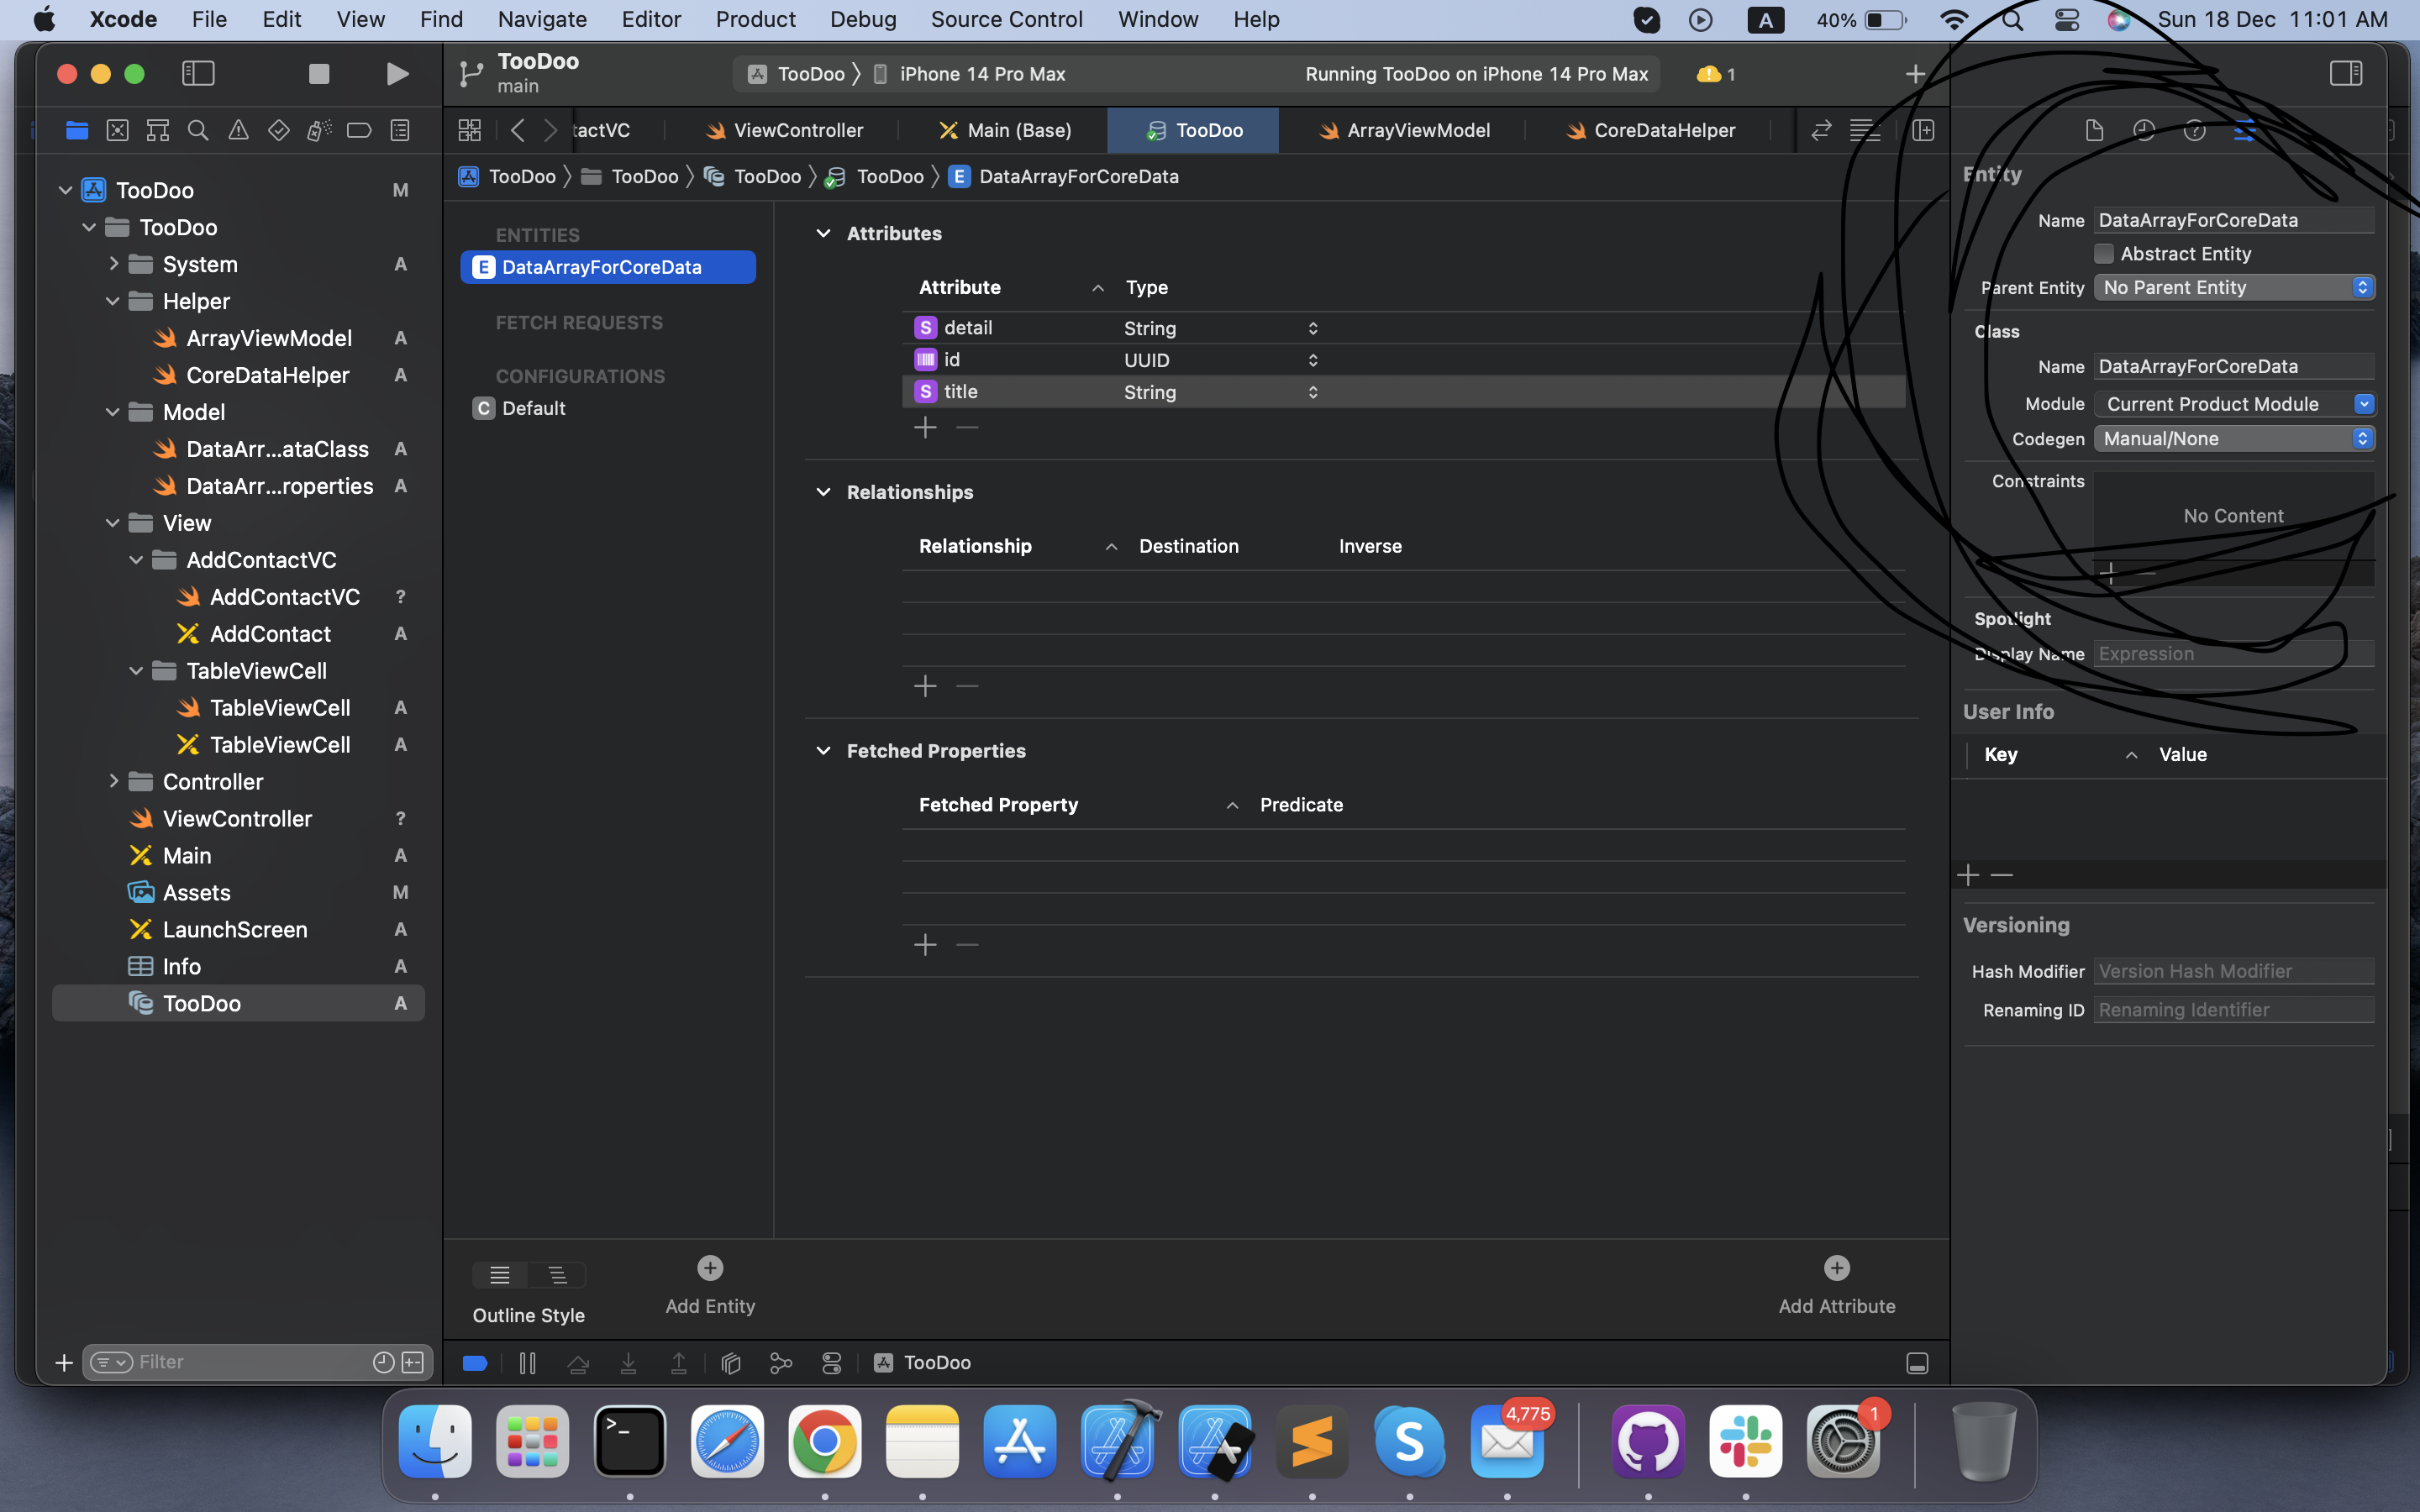 Xcode File Edit View Find Navigate Editor Product Debug Source Control Window Help A 40% Sun 18 Dec 11:01 AM
TooDoo
main
TooDoo iPhone 14 Pro Max Running TooDoo on iPhone 14 Pro Max 1
tactVC ViewController Main (Base) TooDoo ArrayViewModel CoreDataHelper
TooDoo TooDoo TooDoo TooDoo E DataArrayForCoreData
TooDoo M
TooDoo
System A
Helper
ArrayViewModel A
CoreDataHelper A
Model
DataArr...ataClass A
DataArr...roperties A
View
AddContactVC
AddContactVC ?
AddContact A
TableViewCell
TableViewCell A
TableViewCell A
Controller
ViewController ?
Main A
Assets M
LaunchScreen A
Info A
TooDoo A
Filter
ENTITIES
E DataArrayForCoreData
FETCH REQUESTS
CONFIGURATIONS
C Default
Attributes
Attribute Type
S detail String
id UUID
S title String
Relationships
Relationship Destination Inverse
Fetched Properties
Fetched Property Predicate
Outline Style
Add Entity
Add Attribute
TooDoo
Entity
Name DataArrayForCoreData
Abstract Entity
Parent Entity No Parent Entity
Class
Name DataArrayForCoreData
Module Current Product Module
Codegen Manual/None
Constraints
No Content
Spotlight
Display Name Expression
User Info
Key Value
Versioning
Hash Modifier Version Hash Modifier
Renaming ID Renaming Identifier
>_
S
4,775
1